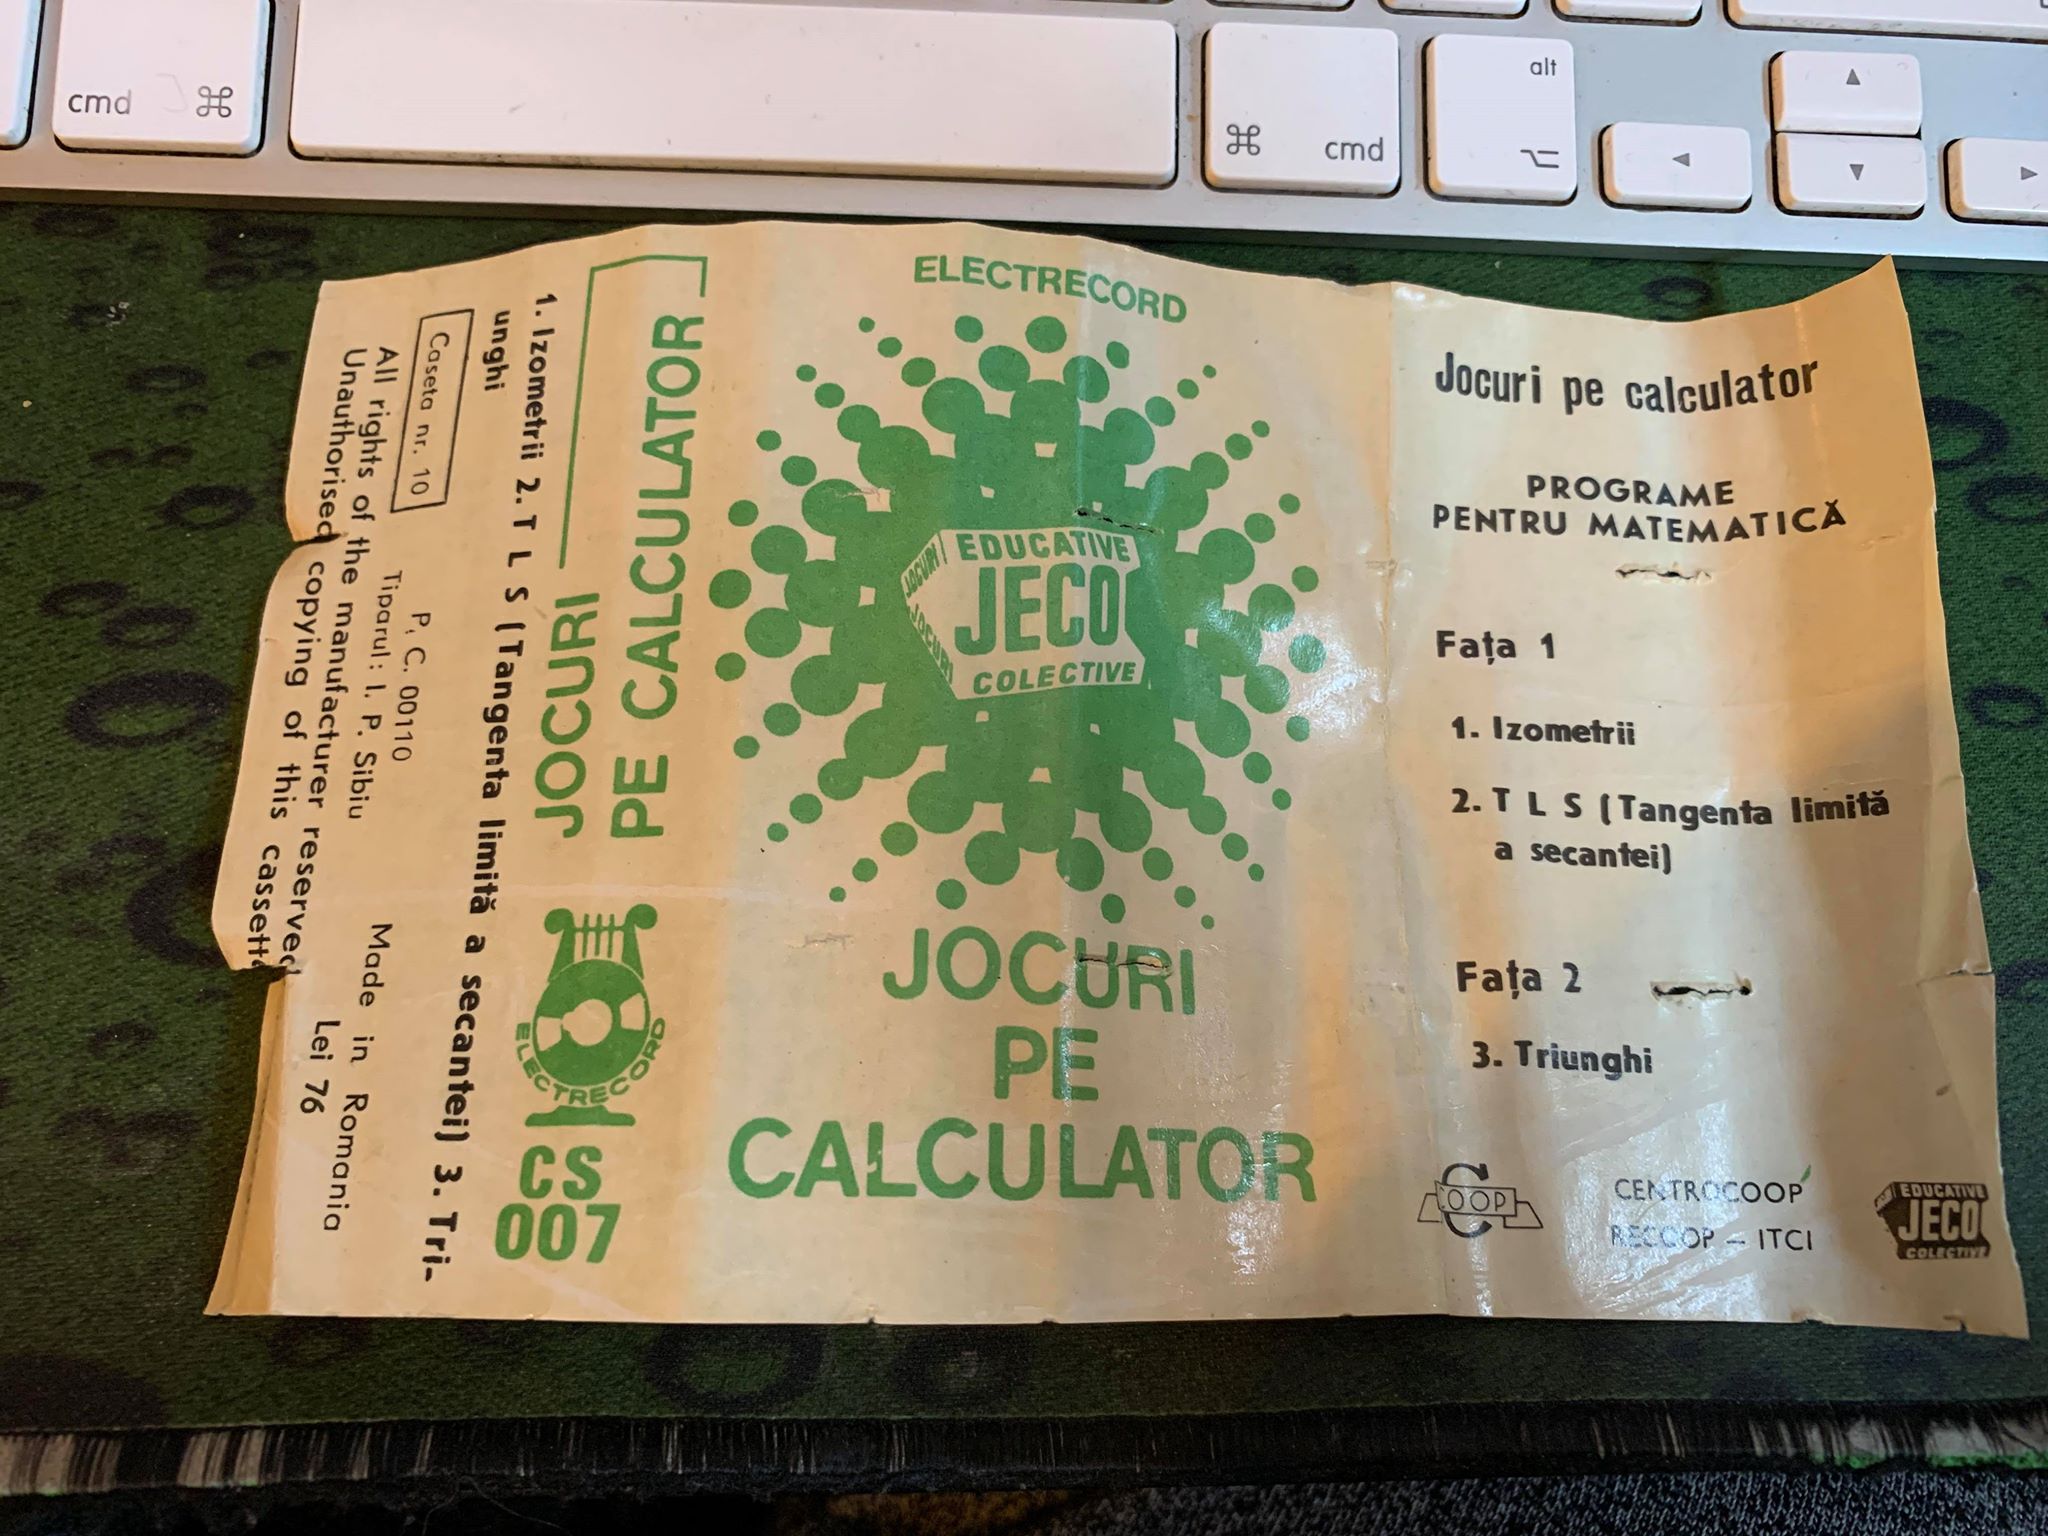 cmd ⌘
⌘ cmd
alt
⌥
▲
◄
▼
►
Caseta nr. 10
P. C. 00110
Tiparul: I. P. Sibiu
Made in Romania
All rights of the manufacturer reserved
Unauthorised copying of this cassette
Lei 76
1. Izometrii 2. T L S (Tangenta limită a secantei) 3. Tri-
unghi
JOCURI
PE CALCULATOR
ELECTRECORD
CS
007
ELECTRECORD
JOCURI
JOCURI
EDUCATIVE
JECO
COLECTIVE
JOCURI
PE
CALCULATOR
Jocuri pe calculator
PROGRAME
PENTRU MATEMATICĂ
Fața 1
1. Izometrii
2. T L S (Tangenta limită
a secantei)
Fața 2
3. Triunghi
COOP
CENTROCOOP
RECOOP – ITCI
JOCURI
EDUCATIVE
JECO
COLECTIVE